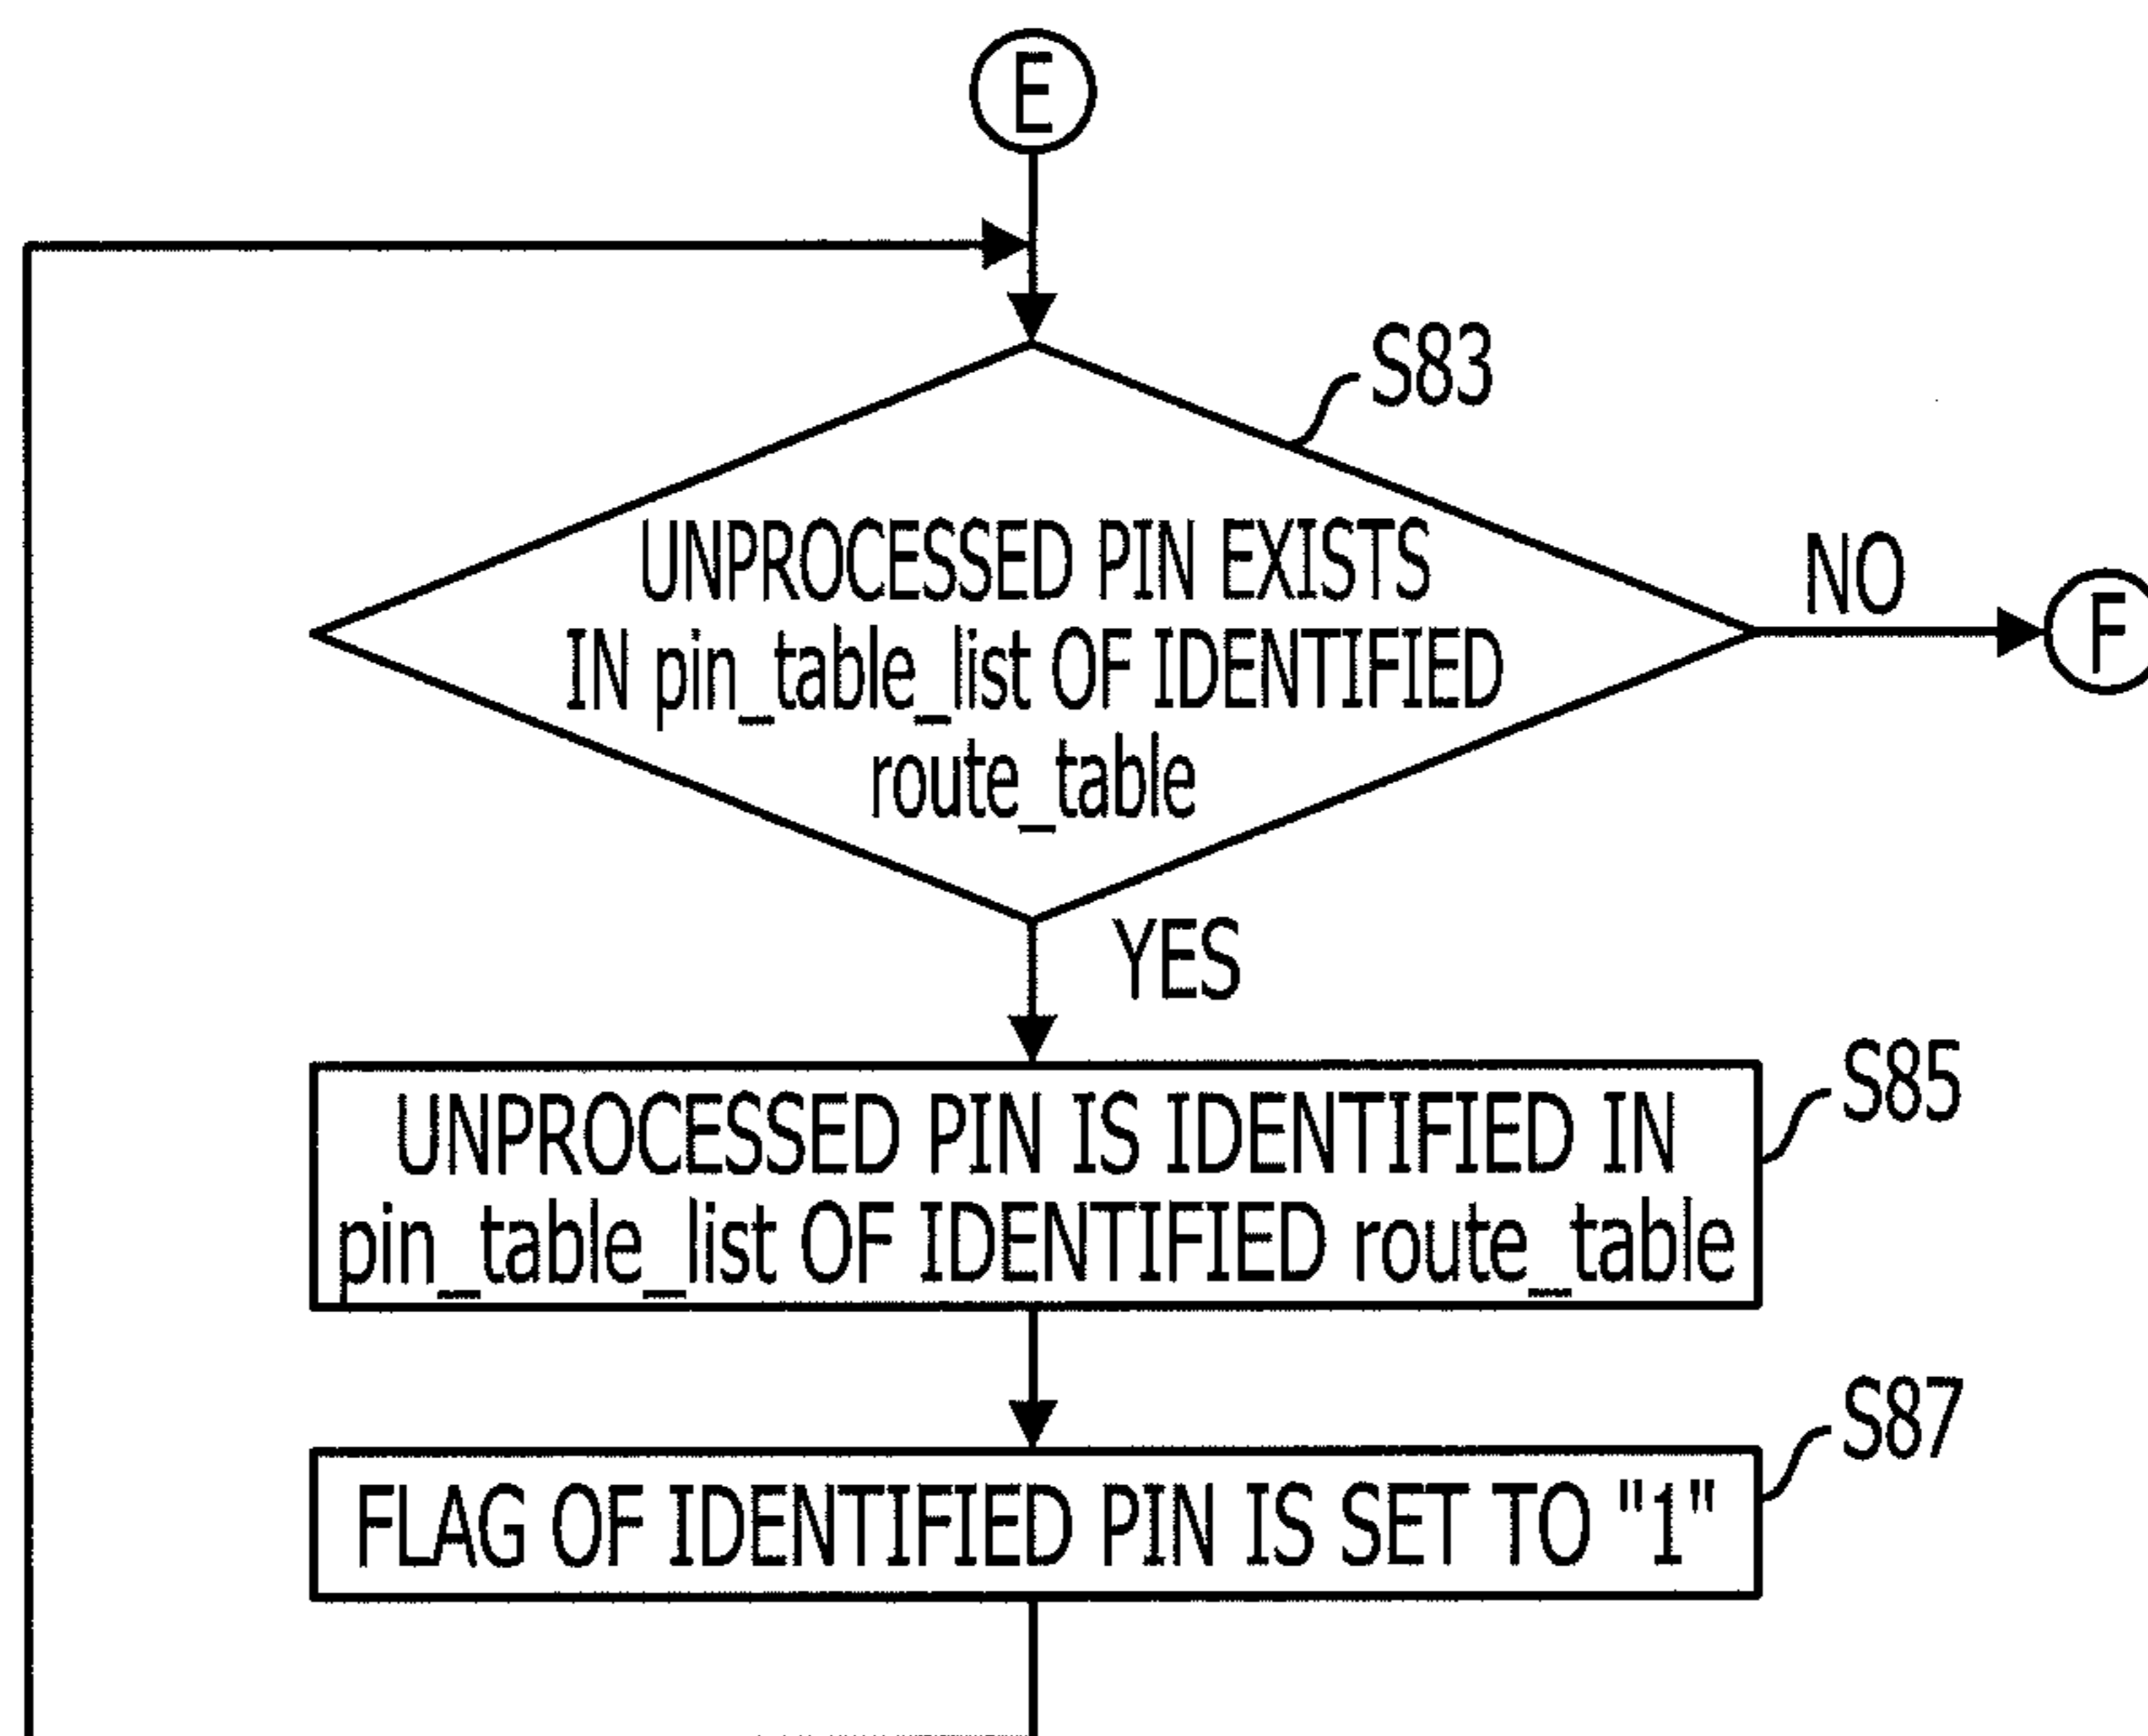 E
S83
UNPROCESSED PIN EXISTS
IN pin_table_list OF IDENTIFIED
route_table
NO
F
YES
S85
UNPROCESSED PIN IS IDENTIFIED IN
pin_table_list OF IDENTIFIED route_table
S87
FLAG OF IDENTIFIED PIN IS SET TO "1"